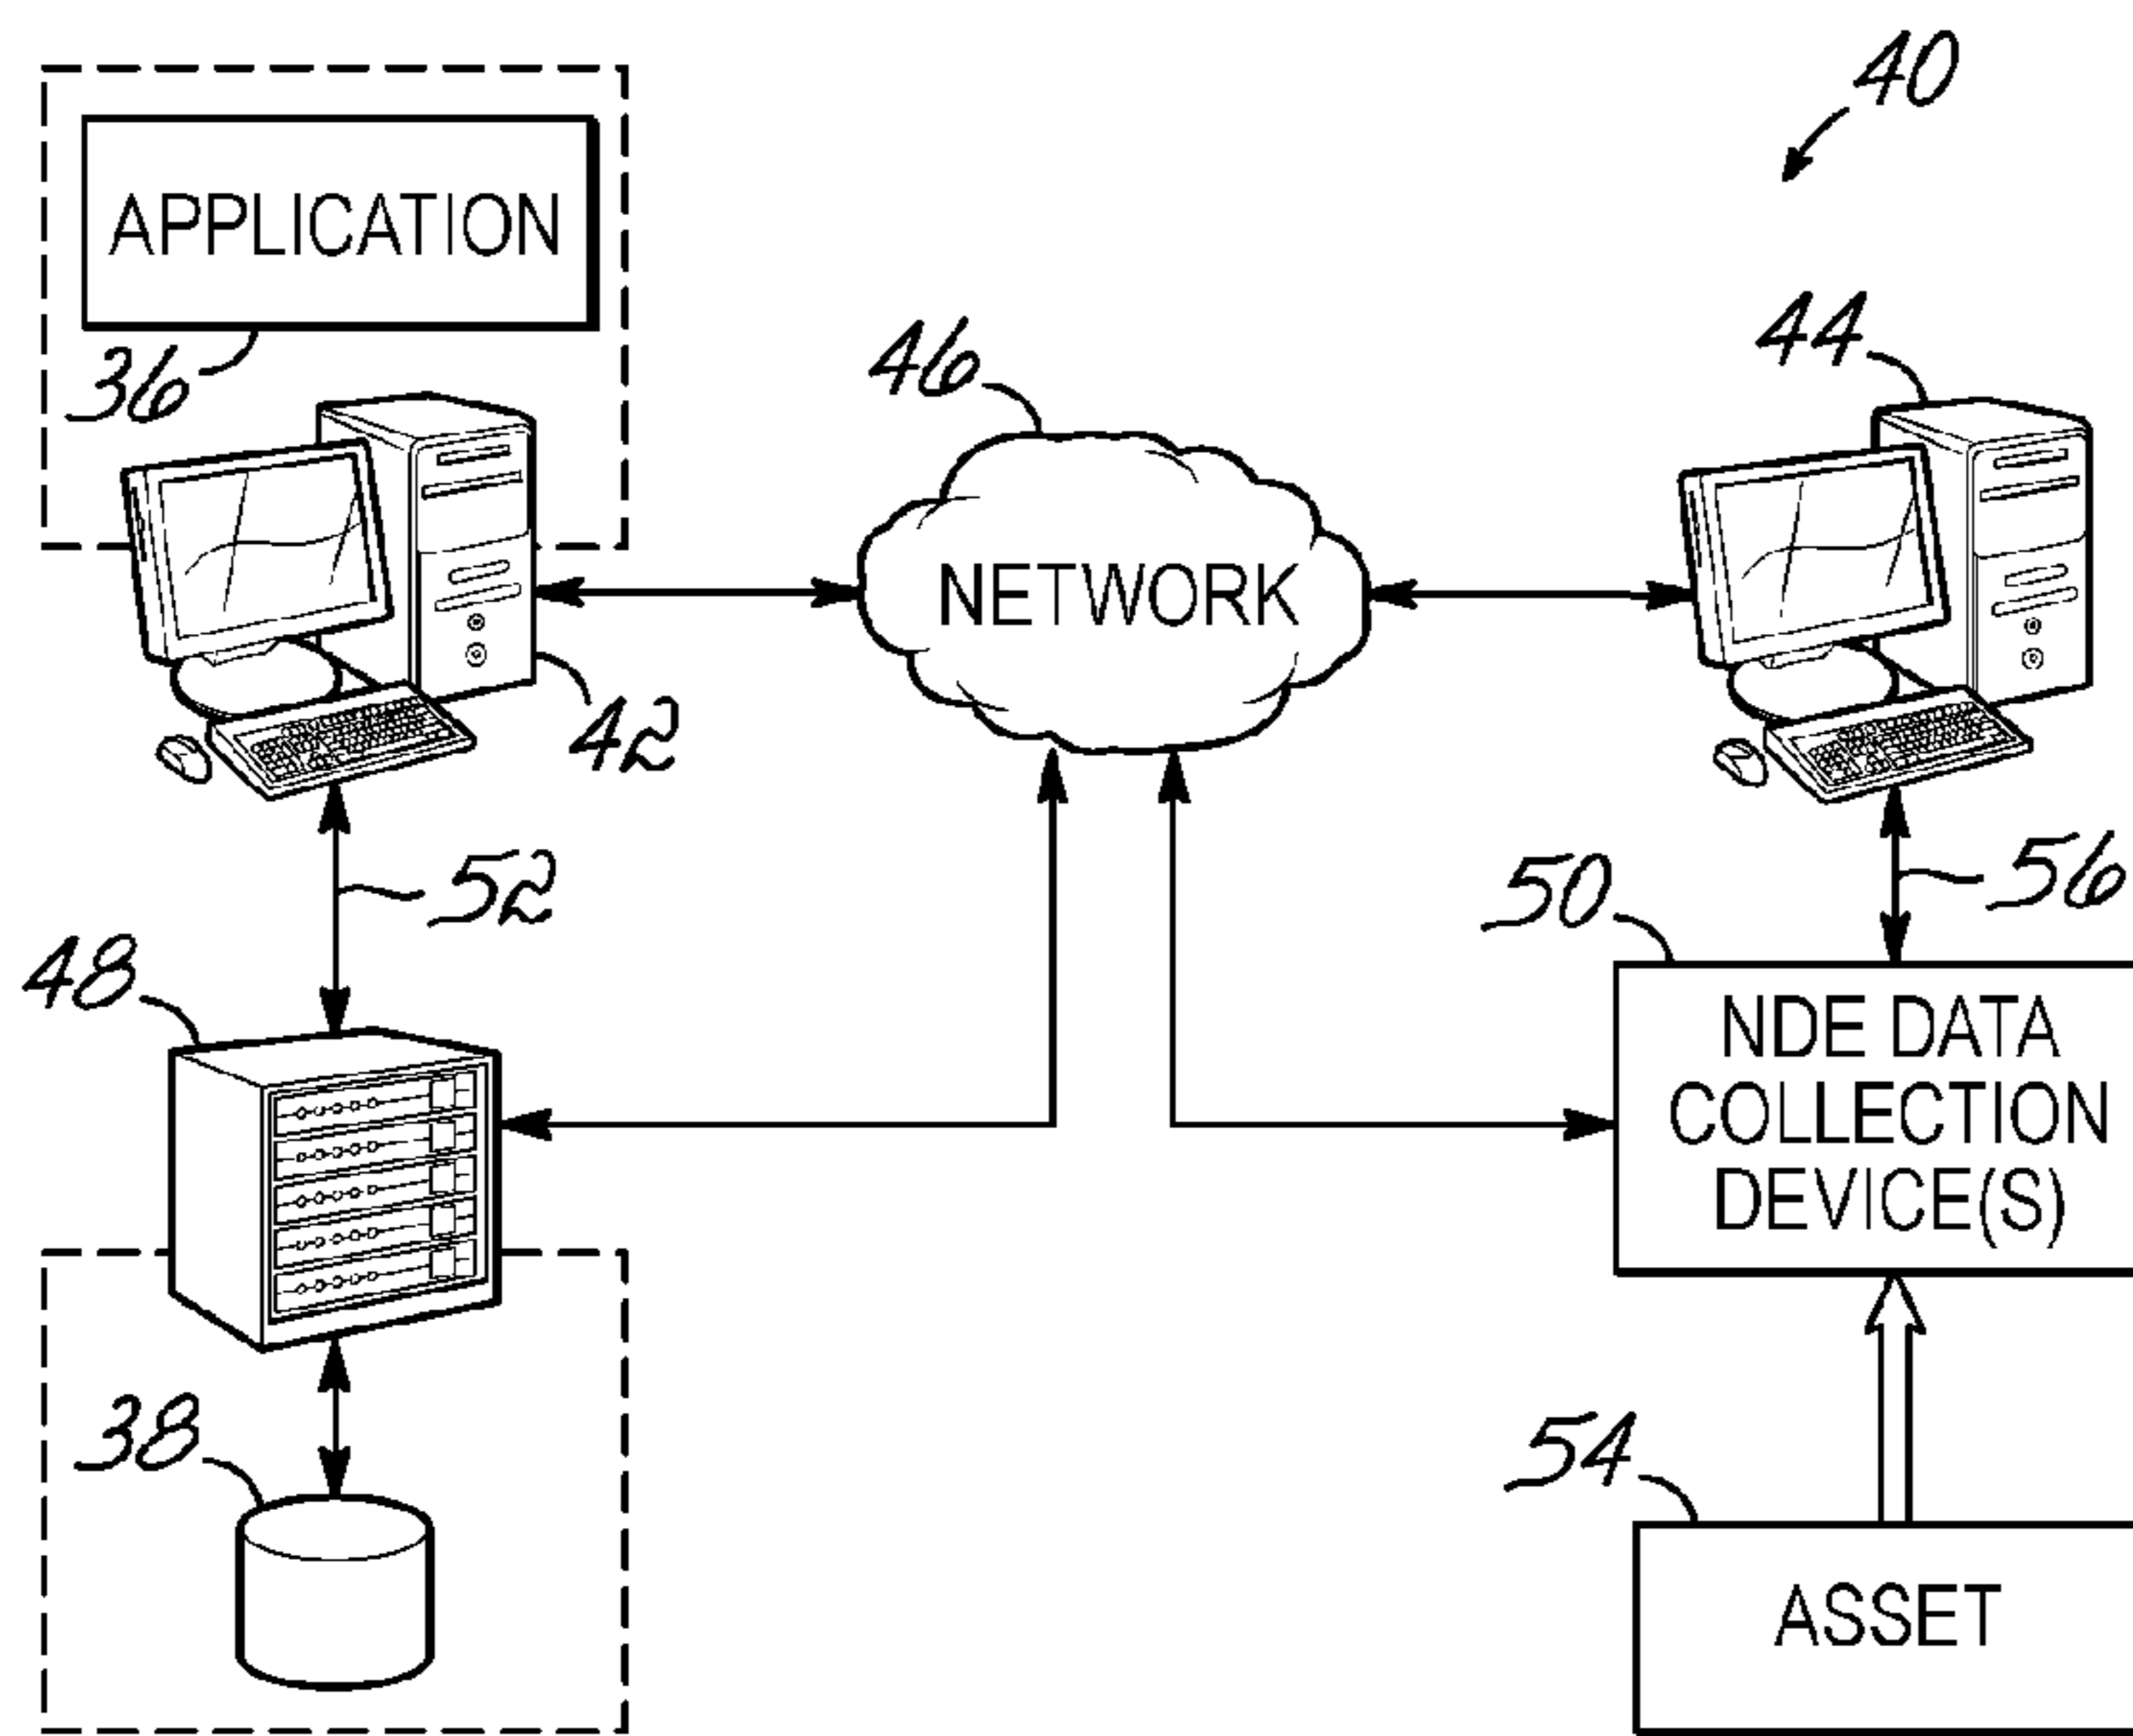 40
APPLICATION
36
46
44
NETWORK
42
52
50
56
48
NDE DATA
COLLECTION
DEVICE(S)
38
54
ASSET